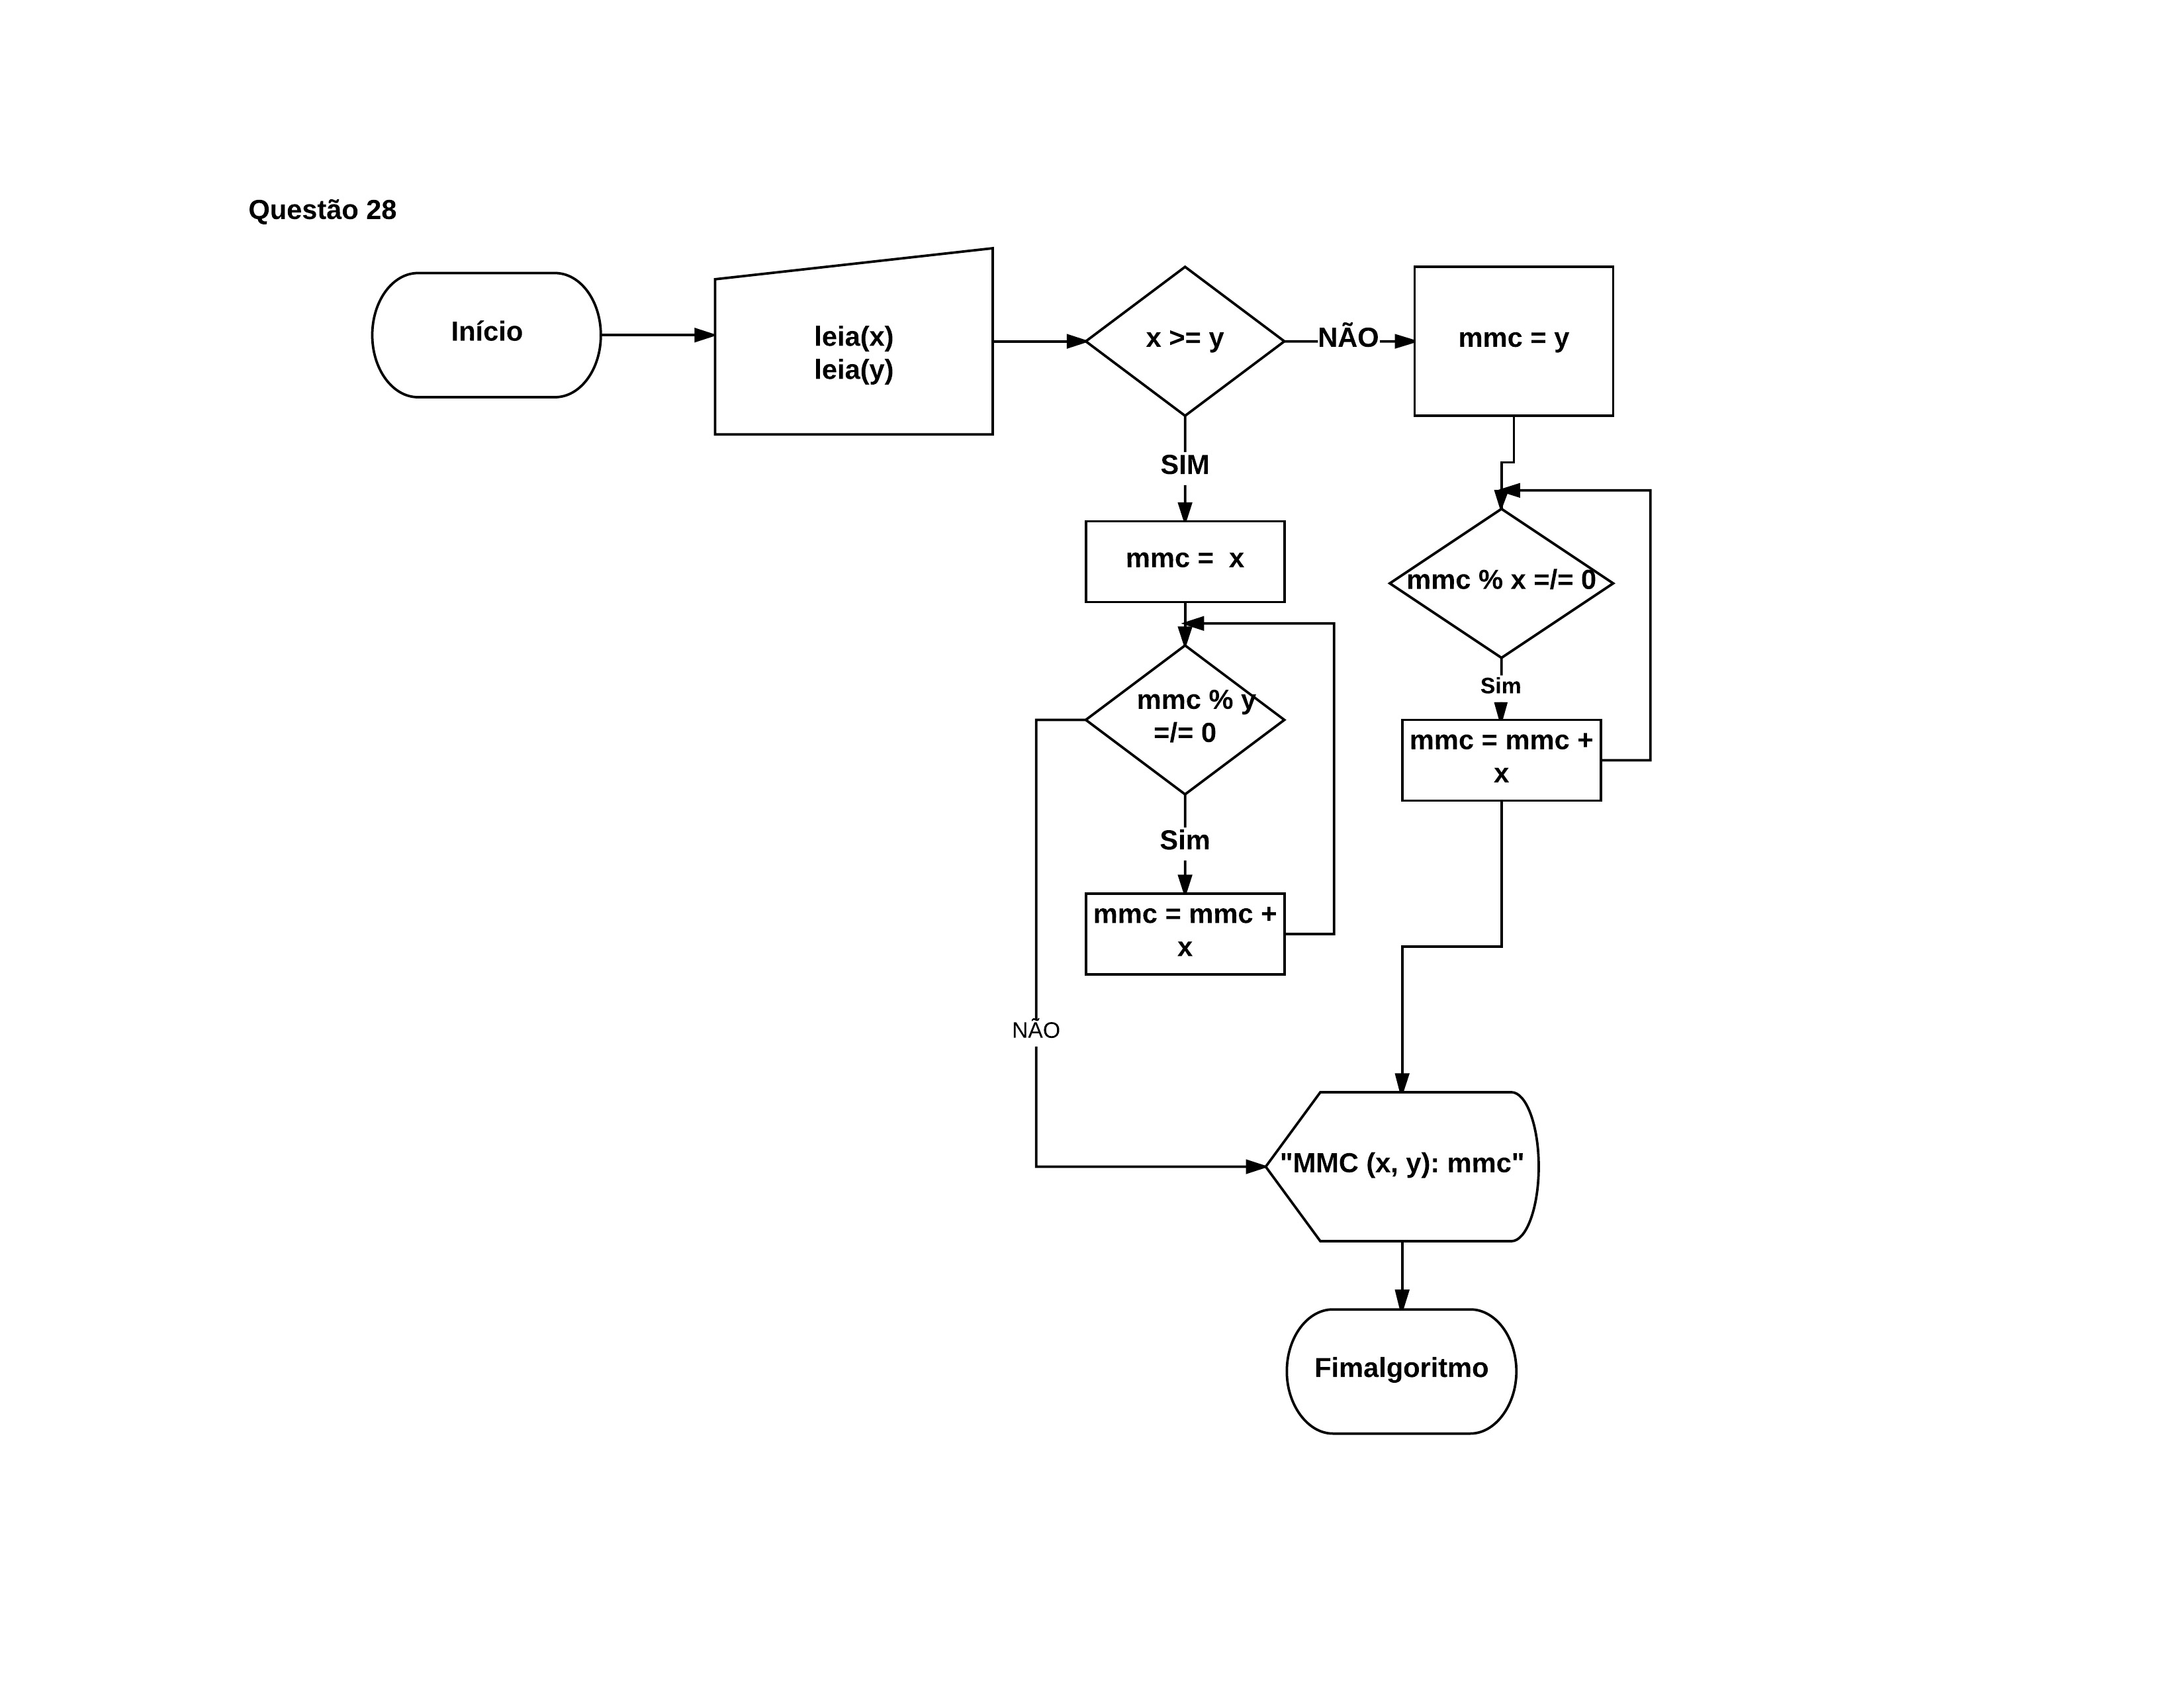 Questão 28
Início
leia(x)
leia(y)
x >= y
NÃO
mmc = y
SIM
mmc =  x
mmc % y
=/= 0
Sim
mmc = mmc +
x
NÃO
mmc % x =/= 0
Sim
mmc = mmc +
x
"MMC (x, y): mmc"
Fimalgoritmo